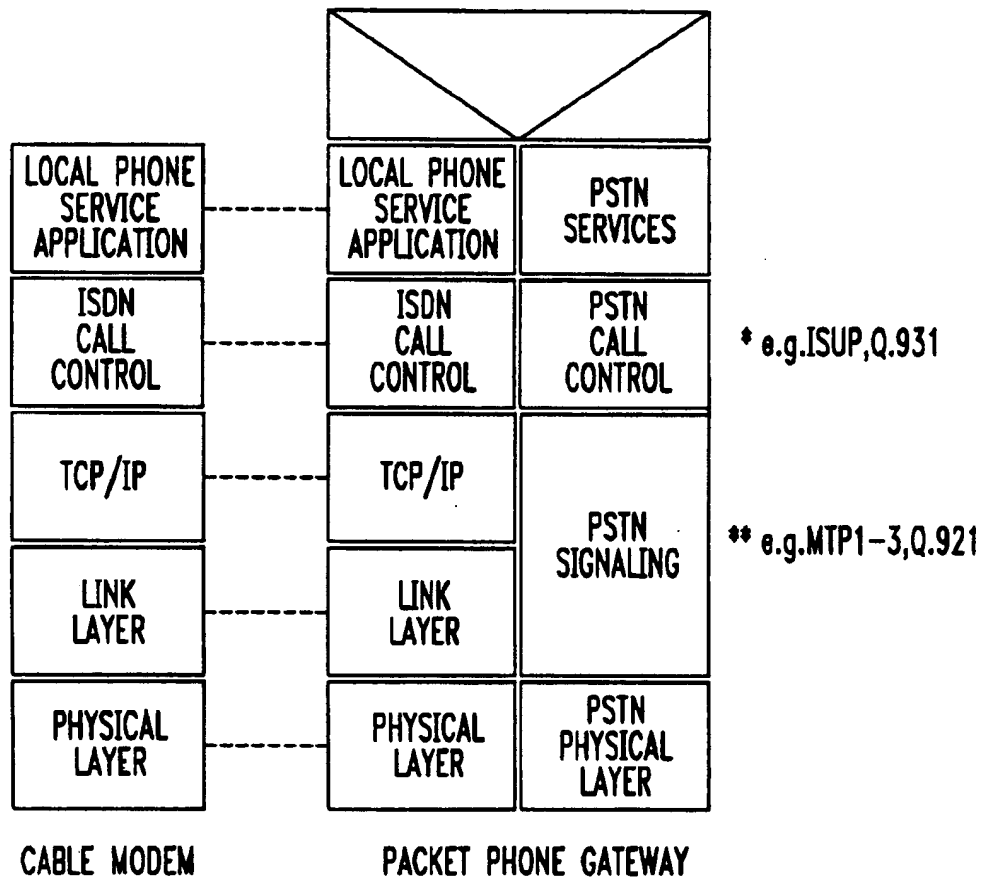 LOCAL PHONE
SERVICE
APPLICATION
LOCAL PHONE
SERVICE
APPLICATION
PSTN
SERVICES
ISDN
CALL
CONTROL
ISDN
CALL
CONTROL
PSTN
CALL
CONTROL
* e.g.ISUP,Q.931
TCP/IP
TCP/IP
PSTN
SIGNALING
** e.g.MTP1-3,Q.921
LINK
LAYER
LINK
LAYER
PHYSICAL
LAYER
PHYSICAL
LAYER
PSTN
PHYSICAL
LAYER
CABLE MODEM
PACKET PHONE GATEWAY